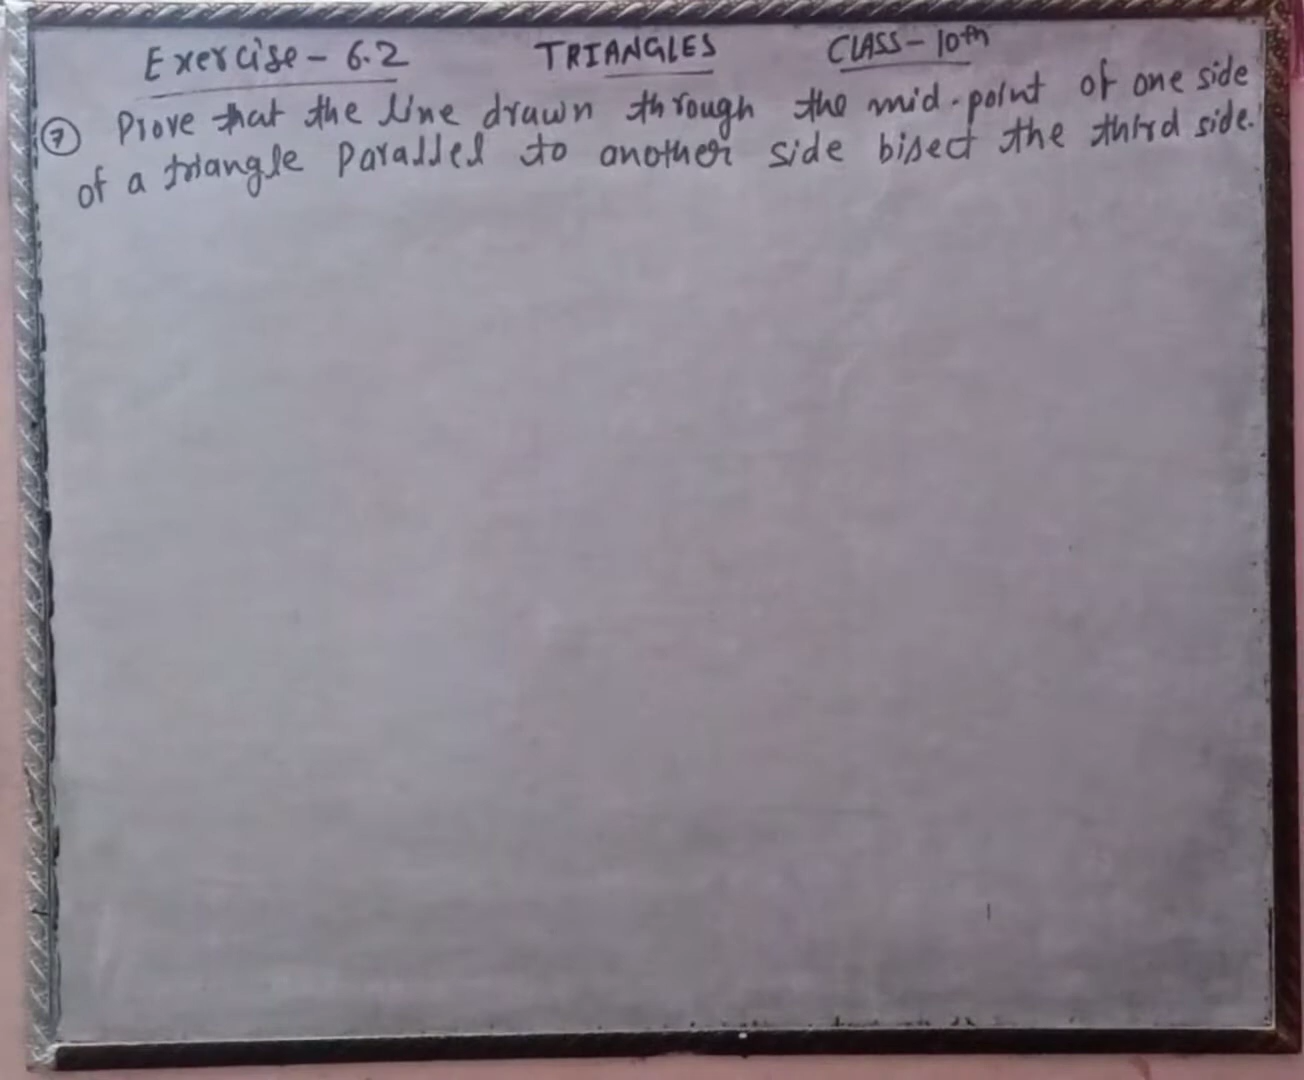 Exercise - 6.2 TRIANGLES CLASS - 10th
⑦ Prove that the line drawn through the mid-point of one side
of a triangle Parallel to another side bisect the third side.